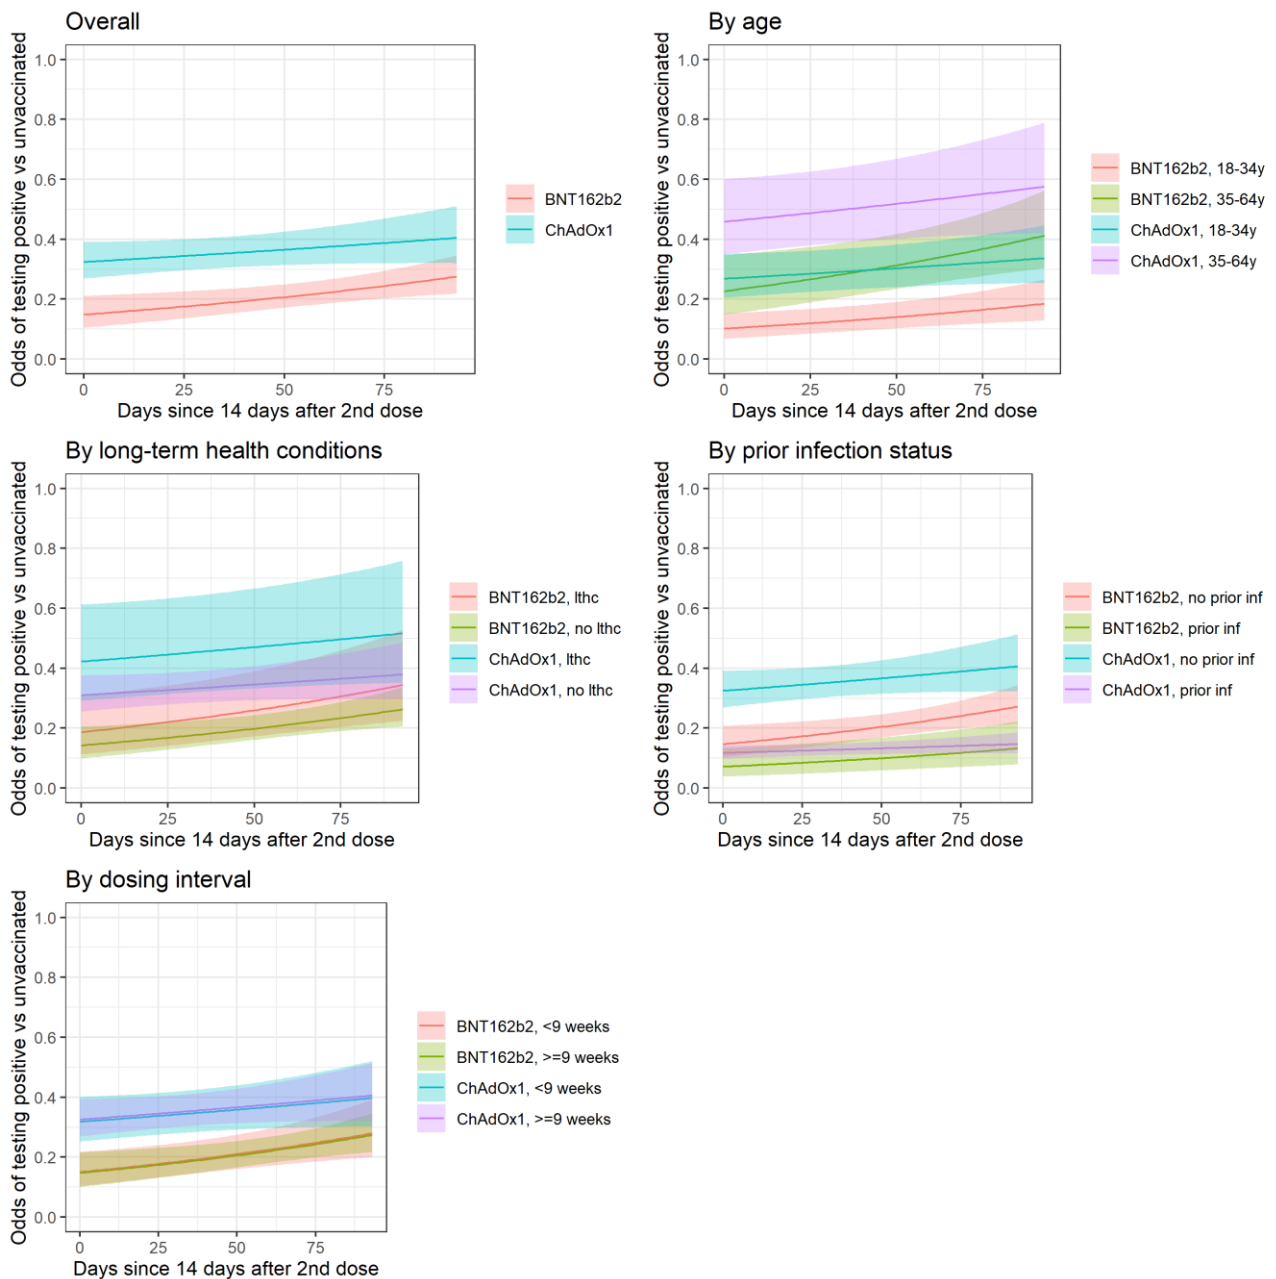 Overall
Odds of testing positive vs unvaccinated
1.0
0.8
0.6
0.4
0.2
0.0
0 25 50 75
Days since 14 days after 2nd dose
BNT162b2
ChAdOx1
By age
Odds of testing positive vs unvaccinated
1.0
0.8
0.6
0.4
0.2
0.0
0 25 50 75
Days since 14 days after 2nd dose
BNT162b2, 18-34y
BNT162b2, 35-64y
ChAdOx1, 18-34y
ChAdOx1, 35-64y
By long-term health conditions
Odds of testing positive vs unvaccinated
1.0
0.8
0.6
0.4
0.2
0.0
0 25 50 75
Days since 14 days after 2nd dose
BNT162b2, lthc
BNT162b2, no lthc
ChAdOx1, lthc
ChAdOx1, no lthc
By prior infection status
Odds of testing positive vs unvaccinated
1.0
0.8
0.6
0.4
0.2
0.0
0 25 50 75
Days since 14 days after 2nd dose
BNT162b2, no prior inf
BNT162b2, prior inf
ChAdOx1, no prior inf
ChAdOx1, prior inf
By dosing interval
Odds of testing positive vs unvaccinated
1.0
0.8
0.6
0.4
0.2
0.0
0 25 50 75
Days since 14 days after 2nd dose
BNT162b2, <9 weeks
BNT162b2, >=9 weeks
ChAdOx1, <9 weeks
ChAdOx1, >=9 weeks